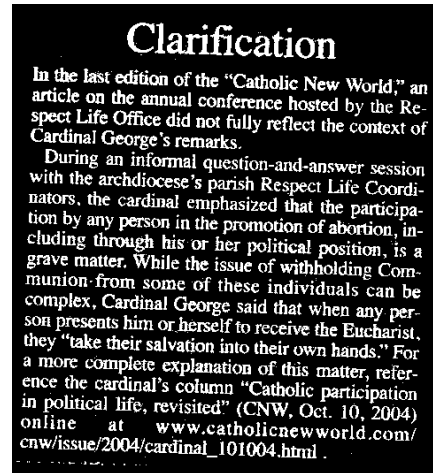 Clarification
In the last edition of the “Catholic New World,” an
article on the annual conference hosted by the Re-
spect Life Office did not fully reflect the context of
Cardinal George’s remarks.
During an informal question-and-answer session
with the archdiocese’s parish Respect Life Coordi-
nators, the cardinal emphasized that the participa-
tion by any person in the promotion of abortion, in-
cluding through his or her political position, is a
grave matter. While the issue of withholding Com-
munion from some of these individuals can be
complex, Cardinal George said that when any per-
son presents him or herself to receive the Eucharist,
they “take their salvation into their own hands.” For
a more complete explanation of this matter, refer-
ence the cardinal’s column “Catholic participation
in political life, revisited” (CNW, Oct. 10, 2004)
online at www.catholicnewworld.com/
cnw/issue/2004/cardinal_101004.html .